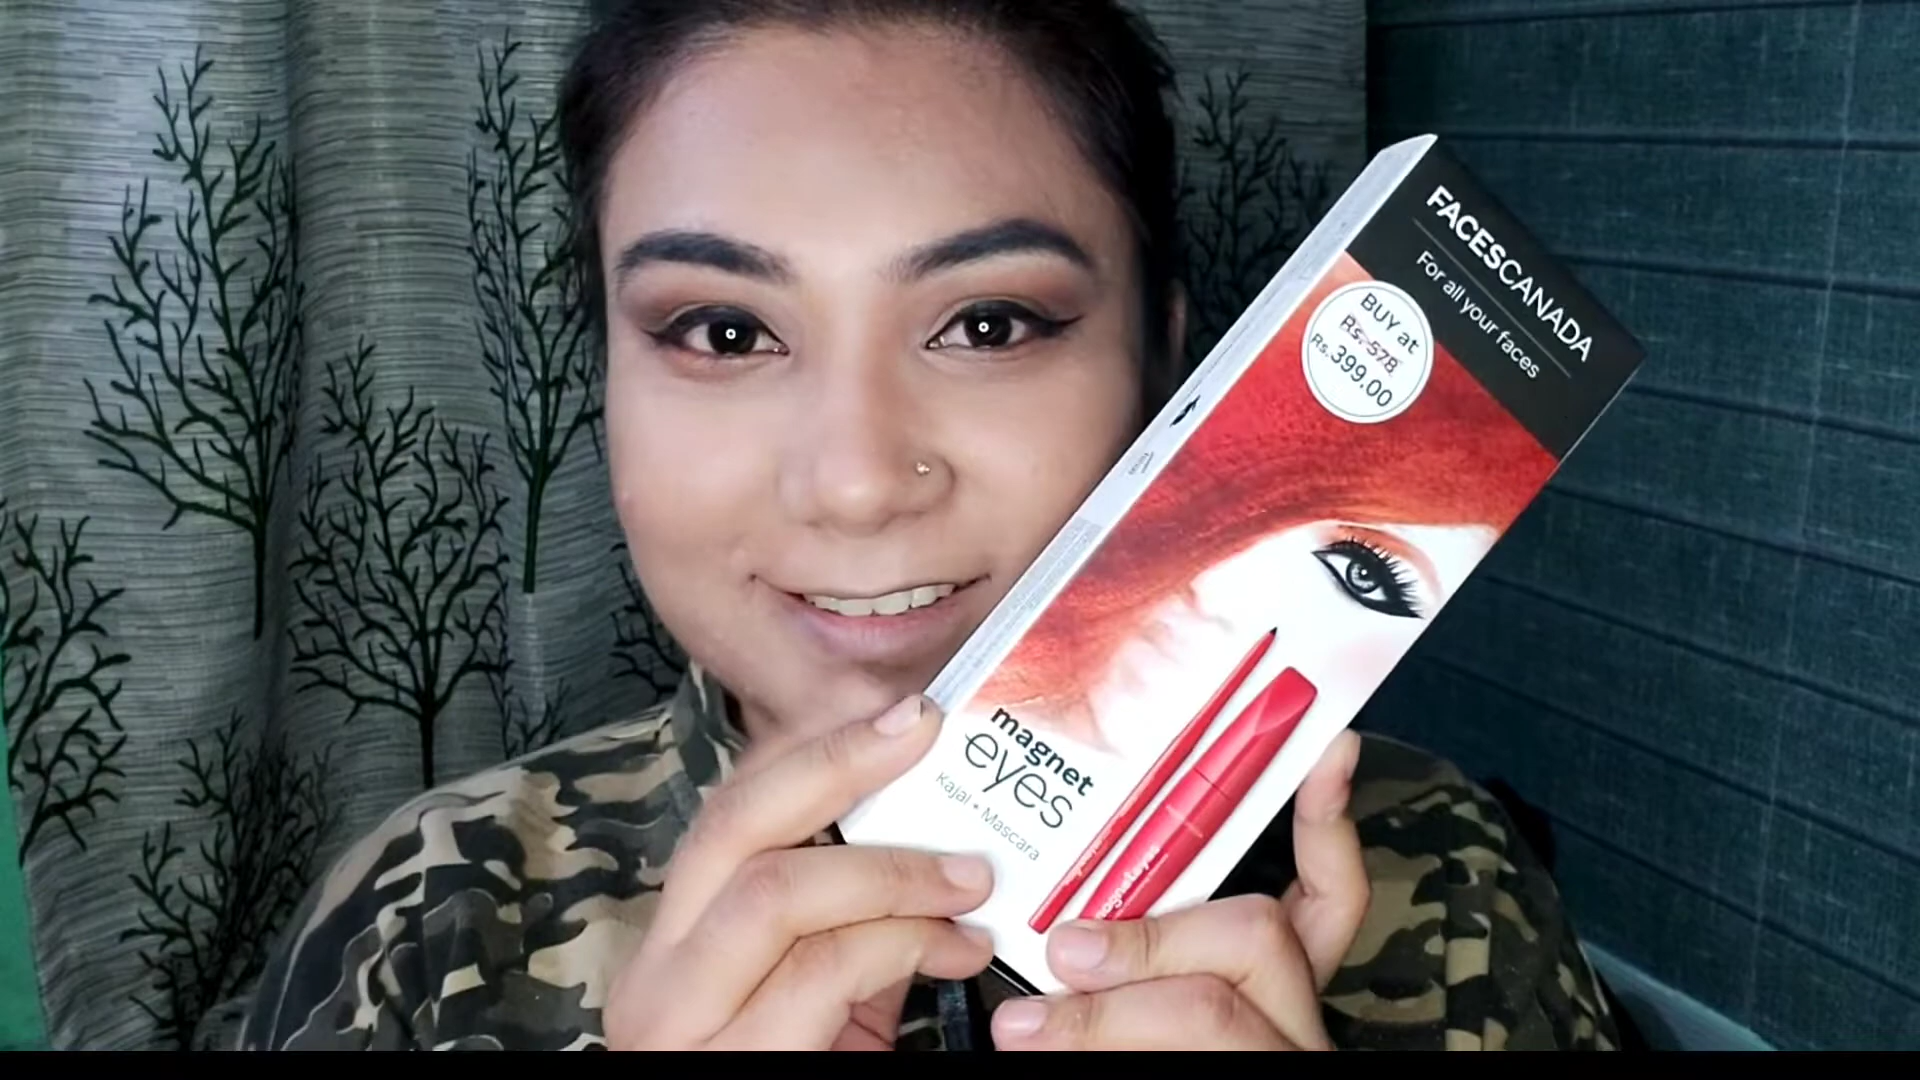 FACESCANADA
For all your faces
BUY at
Rs.578
Rs.399.00
magnet
eyes
Kajal • Mascara